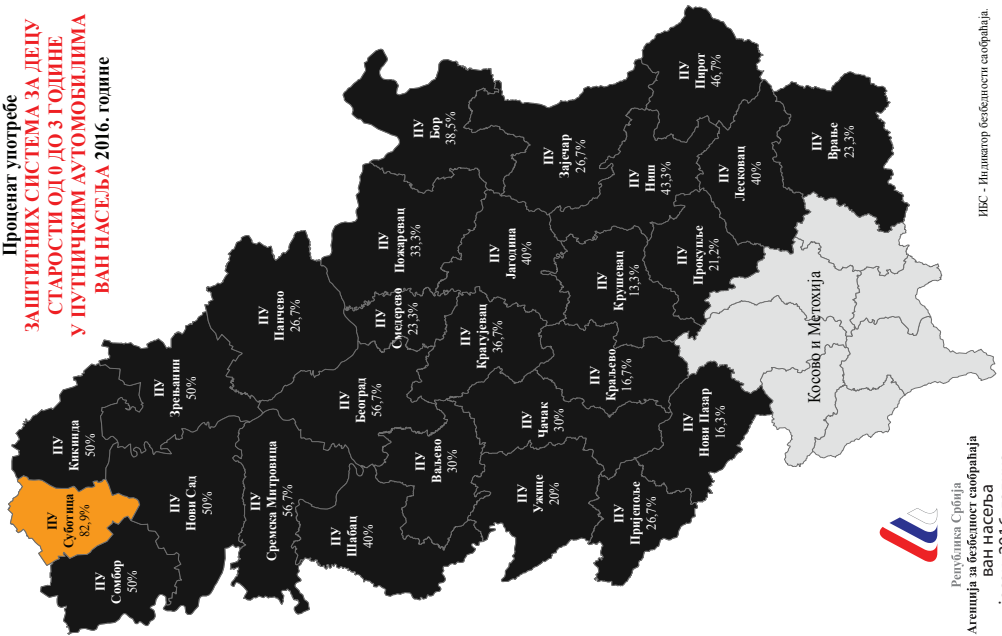 Проценат употребе
ЗАШТИТНИХ СИСТЕМА ЗА ДЕЦУ
СТАРОСТИ ОД 0 ДО 3 ГОДИНЕ
У ПУТНИЧКИМ АУТОМОБИЛИМА
ВАН НАСЕЉА 2016. године
ПУ
Суботица
82,9%
ПУ
Сомбор
50%
ПУ
Кикинда
50%
ПУ
Зрењанин
50%
ПУ
Нови Сад
50%
ПУ
Сремска Митровица
56,7%
ПУ
Панчево
26,7%
ПУ
Београд
56,7%
ПУ
Шабац
40%
ПУ
Ваљево
30%
ПУ
Смедерево
23,3%
ПУ
Пожаревац
33,3%
ПУ
Бор
38,5%
ПУ
Крагујевац
36,7%
ПУ
Јагодина
40%
ПУ
Зајечар
26,7%
ПУ
Ужице
20%
ПУ
Чачак
30%
ПУ
Краљево
16,7%
ПУ
Крушевац
13,3%
ПУ
Ниш
43,3%
ПУ
Пирот
46,7%
ПУ
Пријепоље
26,7%
ПУ
Нови Пазар
16,3%
ПУ
Прокупље
21,2%
ПУ
Лесковац
40%
ПУ
Врање
23,3%
Косово и Метохија
Република Србија
Агенција за безбедност саобраћаја
ван насеља
ИБС - Индикатор безбедности саобраћаја.